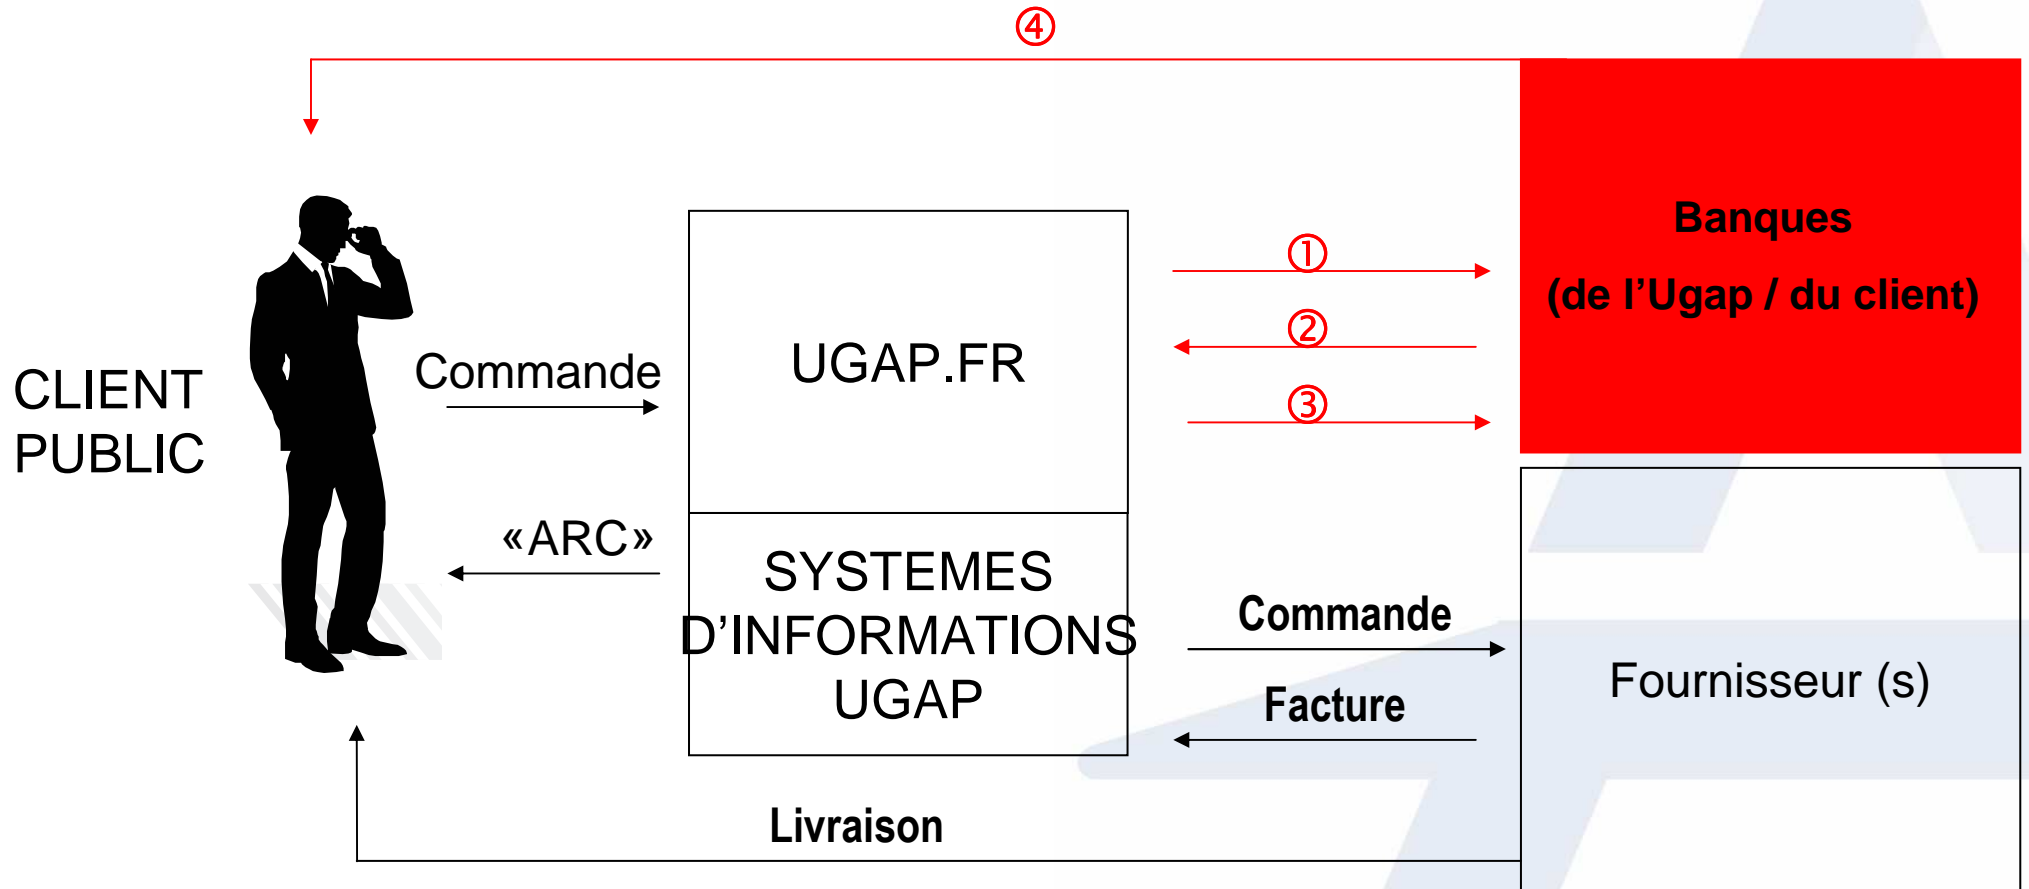 ④
Banques
(de l’Ugap / du client)
①
②
③
UGAP.FR
Commande
CLIENT
PUBLIC
«ARC»
SYSTEMES
D’INFORMATIONS
UGAP
Commande
Facture
Fournisseur (s)
Livraison